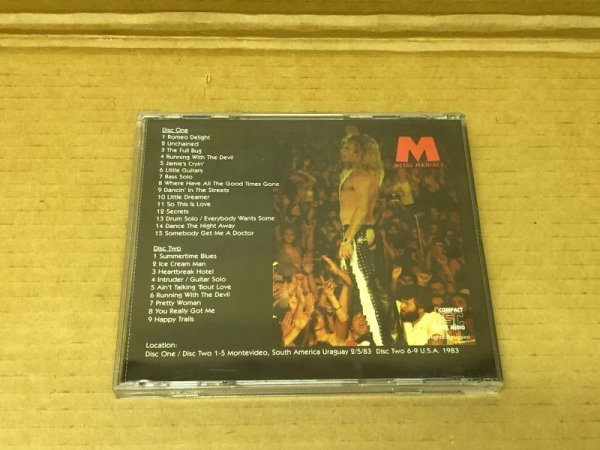 Disc One
1 Romeo Delight
2 Unchained
3 The Full Bug
4 Running With The Devil
5 Jamie's Cryin'
6 Little Guitars
7 Bass Solo
8 Where Have All The Good Times Gone
9 Dancin' In The Streets
10 Little Dreamer
11 So This Is Love
12 Secrets
13 Drum Solo / Everybody Wants Some
14 Dance The Night Away
15 Somebody Get Me A Doctor
Disc Two
1 Summertime Blues
2 Ice Cream Man
3 Heartbreak Hotel
4 Intruder / Guitar Solo
5 Ain't Talking 'Bout Love
6 Running With The Devil
7 Pretty Woman
8 You Really Got Me
9 Happy Trails
M
METAL MANIACS
COMPACT
disc
AUDIO
Reserved
Location:
Disc One / Disc Two 1-5 Montevideo, South America Uraguay 2/5/83 Disc Two 6-9 U.S.A. 1983